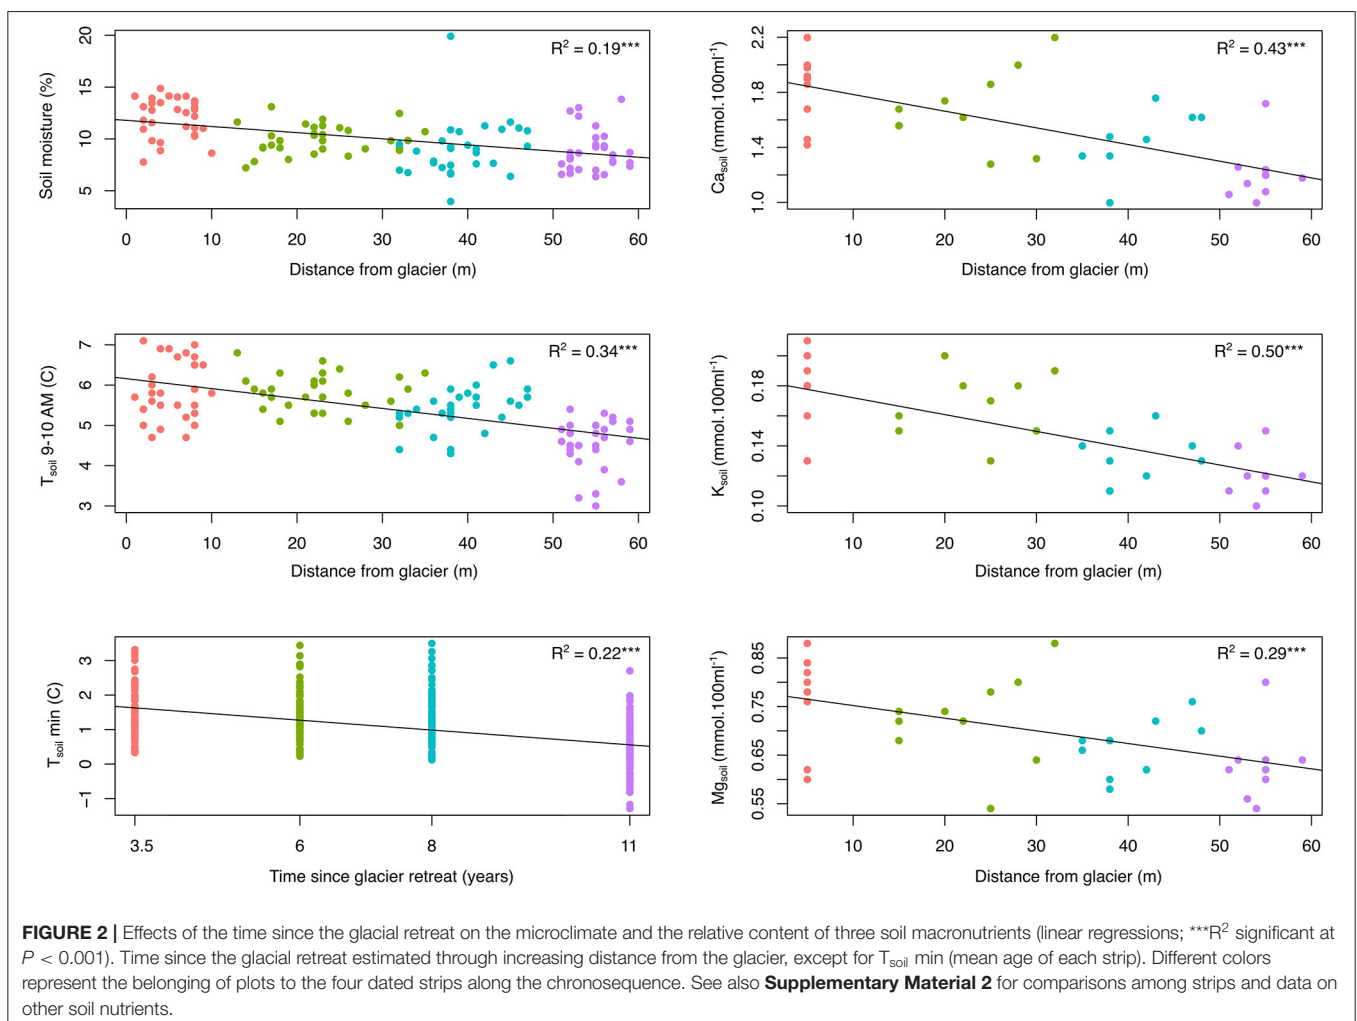 R² = 0.19***
Soil moisture (%)
20
15
10
5
0 10 20 30 40 50 60
Distance from glacier (m)
R² = 0.43***
Ca_soil (mmol.100ml⁻¹)
2.2
1.8
1.4
1.0
10 20 30 40 50 60
Distance from glacier (m)
R² = 0.34***
T_soil 9-10 AM (C)
7
6
5
4
3
0 10 20 30 40 50 60
Distance from glacier (m)
R² = 0.50***
K_soil (mmol.100ml⁻¹)
0.18
0.14
0.10
10 20 30 40 50 60
Distance from glacier (m)
R² = 0.22***
T_soil min (C)
3
2
1
0
−1
3.5 6 8 11
Time since glacier retreat (years)
R² = 0.29***
Mg_soil (mmol.100ml⁻¹)
0.85
0.75
0.65
0.55
10 20 30 40 50 60
Distance from glacier (m)
FIGURE 2 | Effects of the time since the glacial retreat on the microclimate and the relative content of three soil macronutrients (linear regressions; ***R² significant at
P < 0.001). Time since the glacial retreat estimated through increasing distance from the glacier, except for T_soil min (mean age of each strip). Different colors
represent the belonging of plots to the four dated strips along the chronosequence. See also Supplementary Material 2 for comparisons among strips and data on
other soil nutrients.